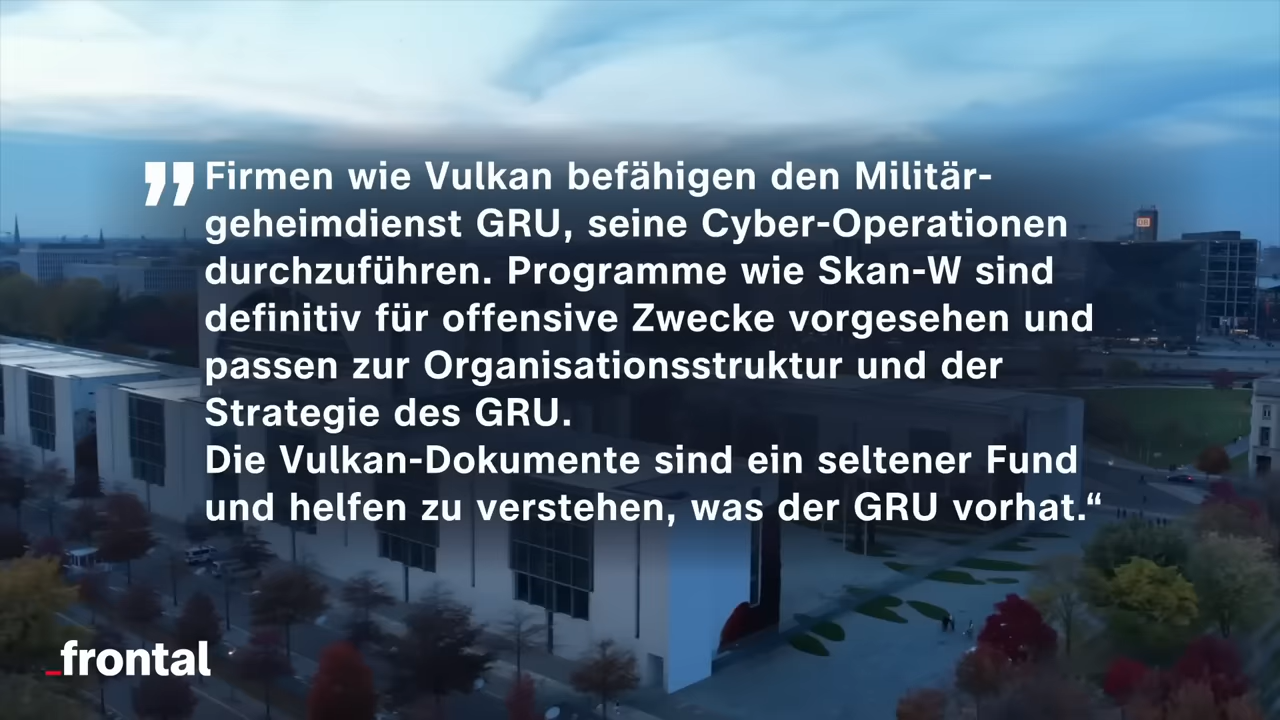 „Firmen wie Vulkan befähigen den Militär-
geheimdienst GRU, seine Cyber-Operationen
durchzuführen. Programme wie Skan-W sind
definitiv für offensive Zwecke vorgesehen und
passen zur Organisationsstruktur und der
Strategie des GRU.
Die Vulkan-Dokumente sind ein seltener Fund
und helfen zu verstehen, was der GRU vorhat.“
DB
_frontal